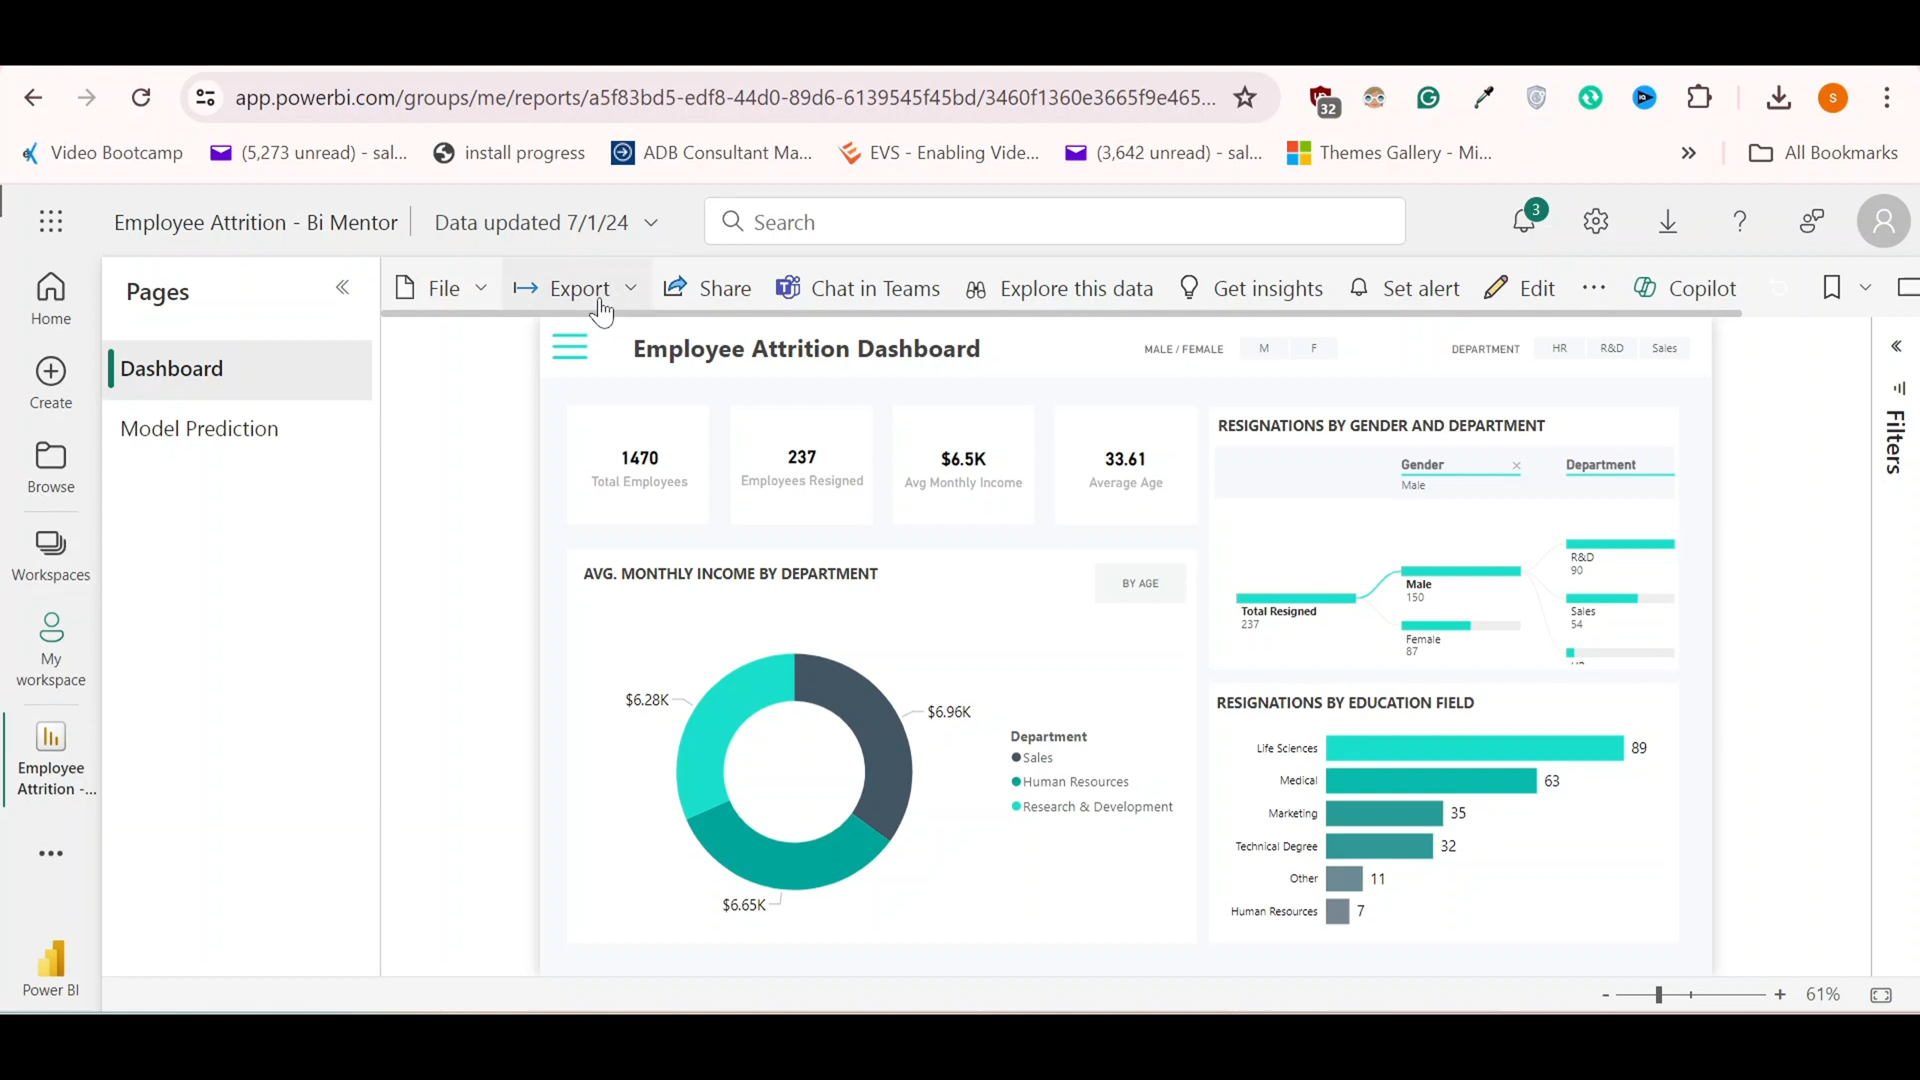 app.powerbi.com/groups/me/reports/a5f83bd5-edf8-44d0-89d6-6139545f45bd/3460f1360e3665f9e465...
32
S
Video Bootcamp
(5,273 unread) - sal...
install progress
ADB Consultant Ma...
EVS - Enabling Vide...
(3,642 unread) - sal...
Themes Gallery - Mi...
All Bookmarks
Employee Attrition - Bi Mentor
Data updated 7/1/24
Search
3
?
Home
Create
Browse
Workspaces
My
workspace
Employee
Attrition -...
Power BI
Pages
Dashboard
Model Prediction
File
Export
Share
Chat in Teams
Explore this data
Get insights
Set alert
Edit
Copilot
Employee Attrition Dashboard
MALE / FEMALE
M
F
DEPARTMENT
HR
R&D
Sales
1470
Total Employees
237
Employees Resigned
$6.5K
Avg Monthly Income
33.61
Average Age
AVG. MONTHLY INCOME BY DEPARTMENT
BY AGE
$6.28K
$6.96K
$6.65K
Department
Sales
Human Resources
Research & Development
RESIGNATIONS BY GENDER AND DEPARTMENT
Gender
Male
Department
Total Resigned
237
Male
150
Female
87
R&D
90
Sales
54
RESIGNATIONS BY EDUCATION FIELD
Life Sciences 89
Medical 63
Marketing 35
Technical Degree 32
Other 11
Human Resources 7
Filters
- + 61%